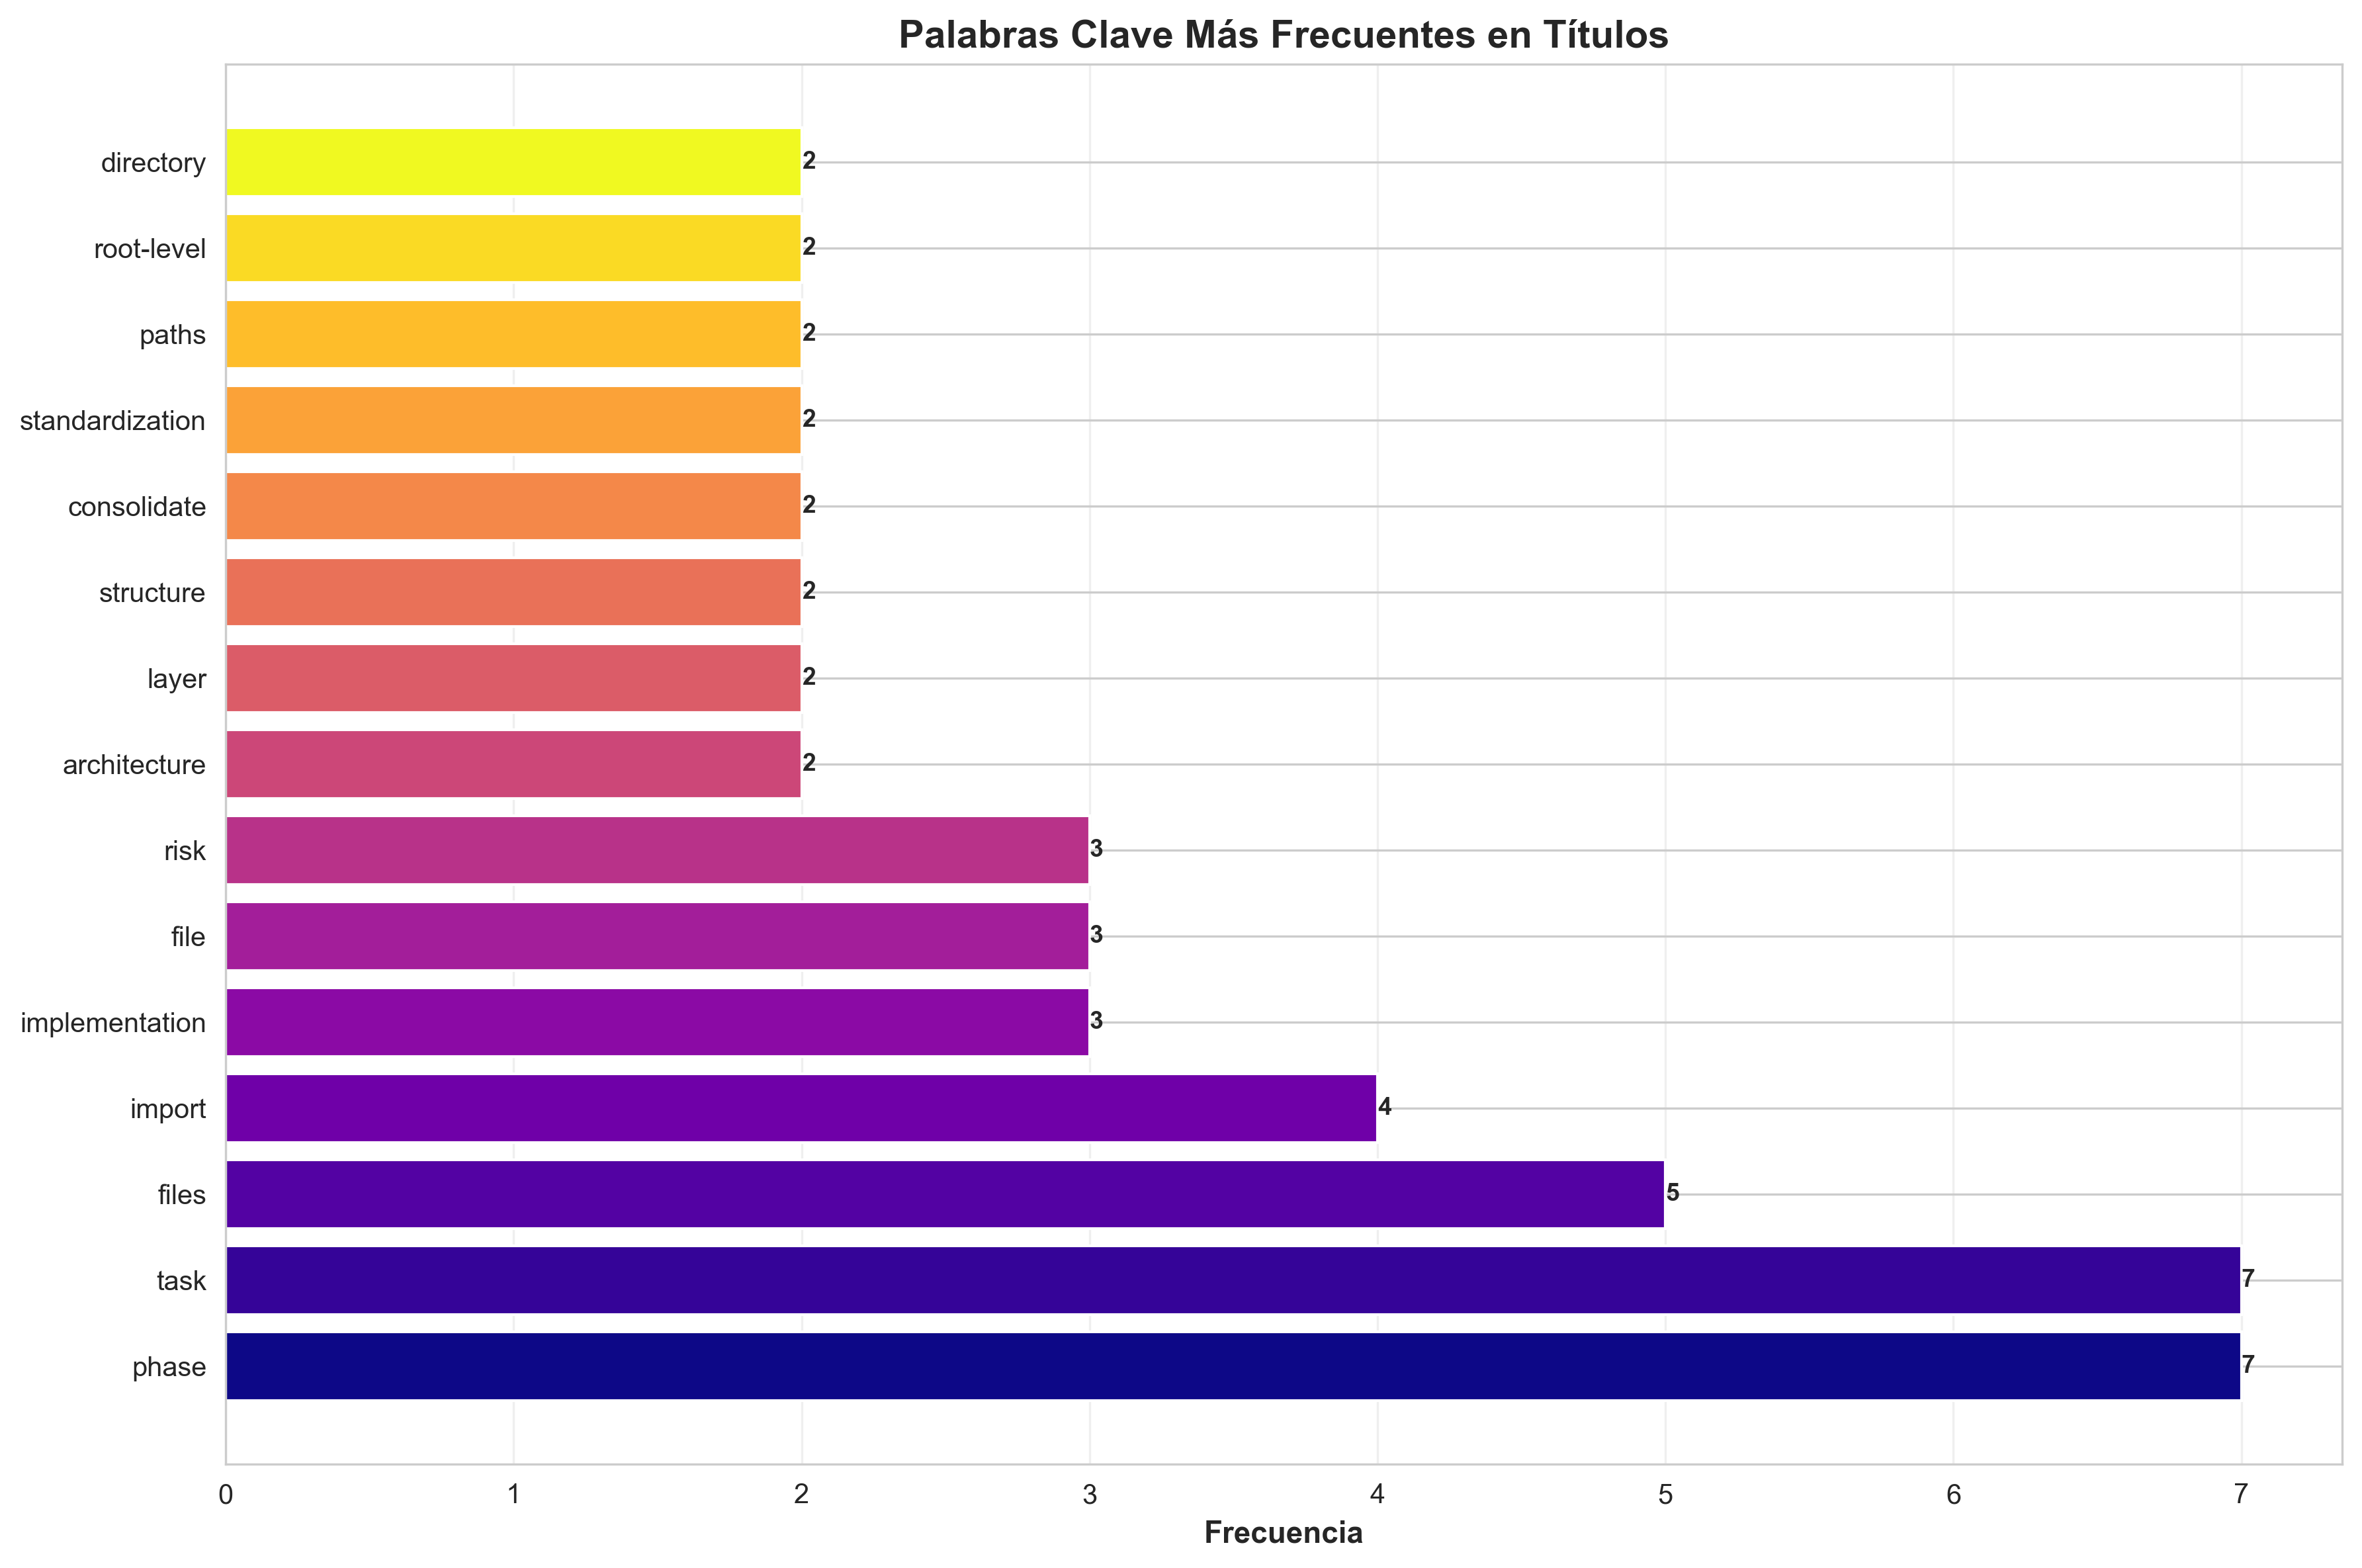 Palabras Clave Más Frecuentes en Títulos
directory 2
root-level 2
paths 2
standardization 2
consolidate 2
structure 2
layer 2
architecture 2
risk 3
file 3
implementation 3
import 4
files 5
task 7
phase 7
0 1 2 3 4 5 6 7
Frecuencia